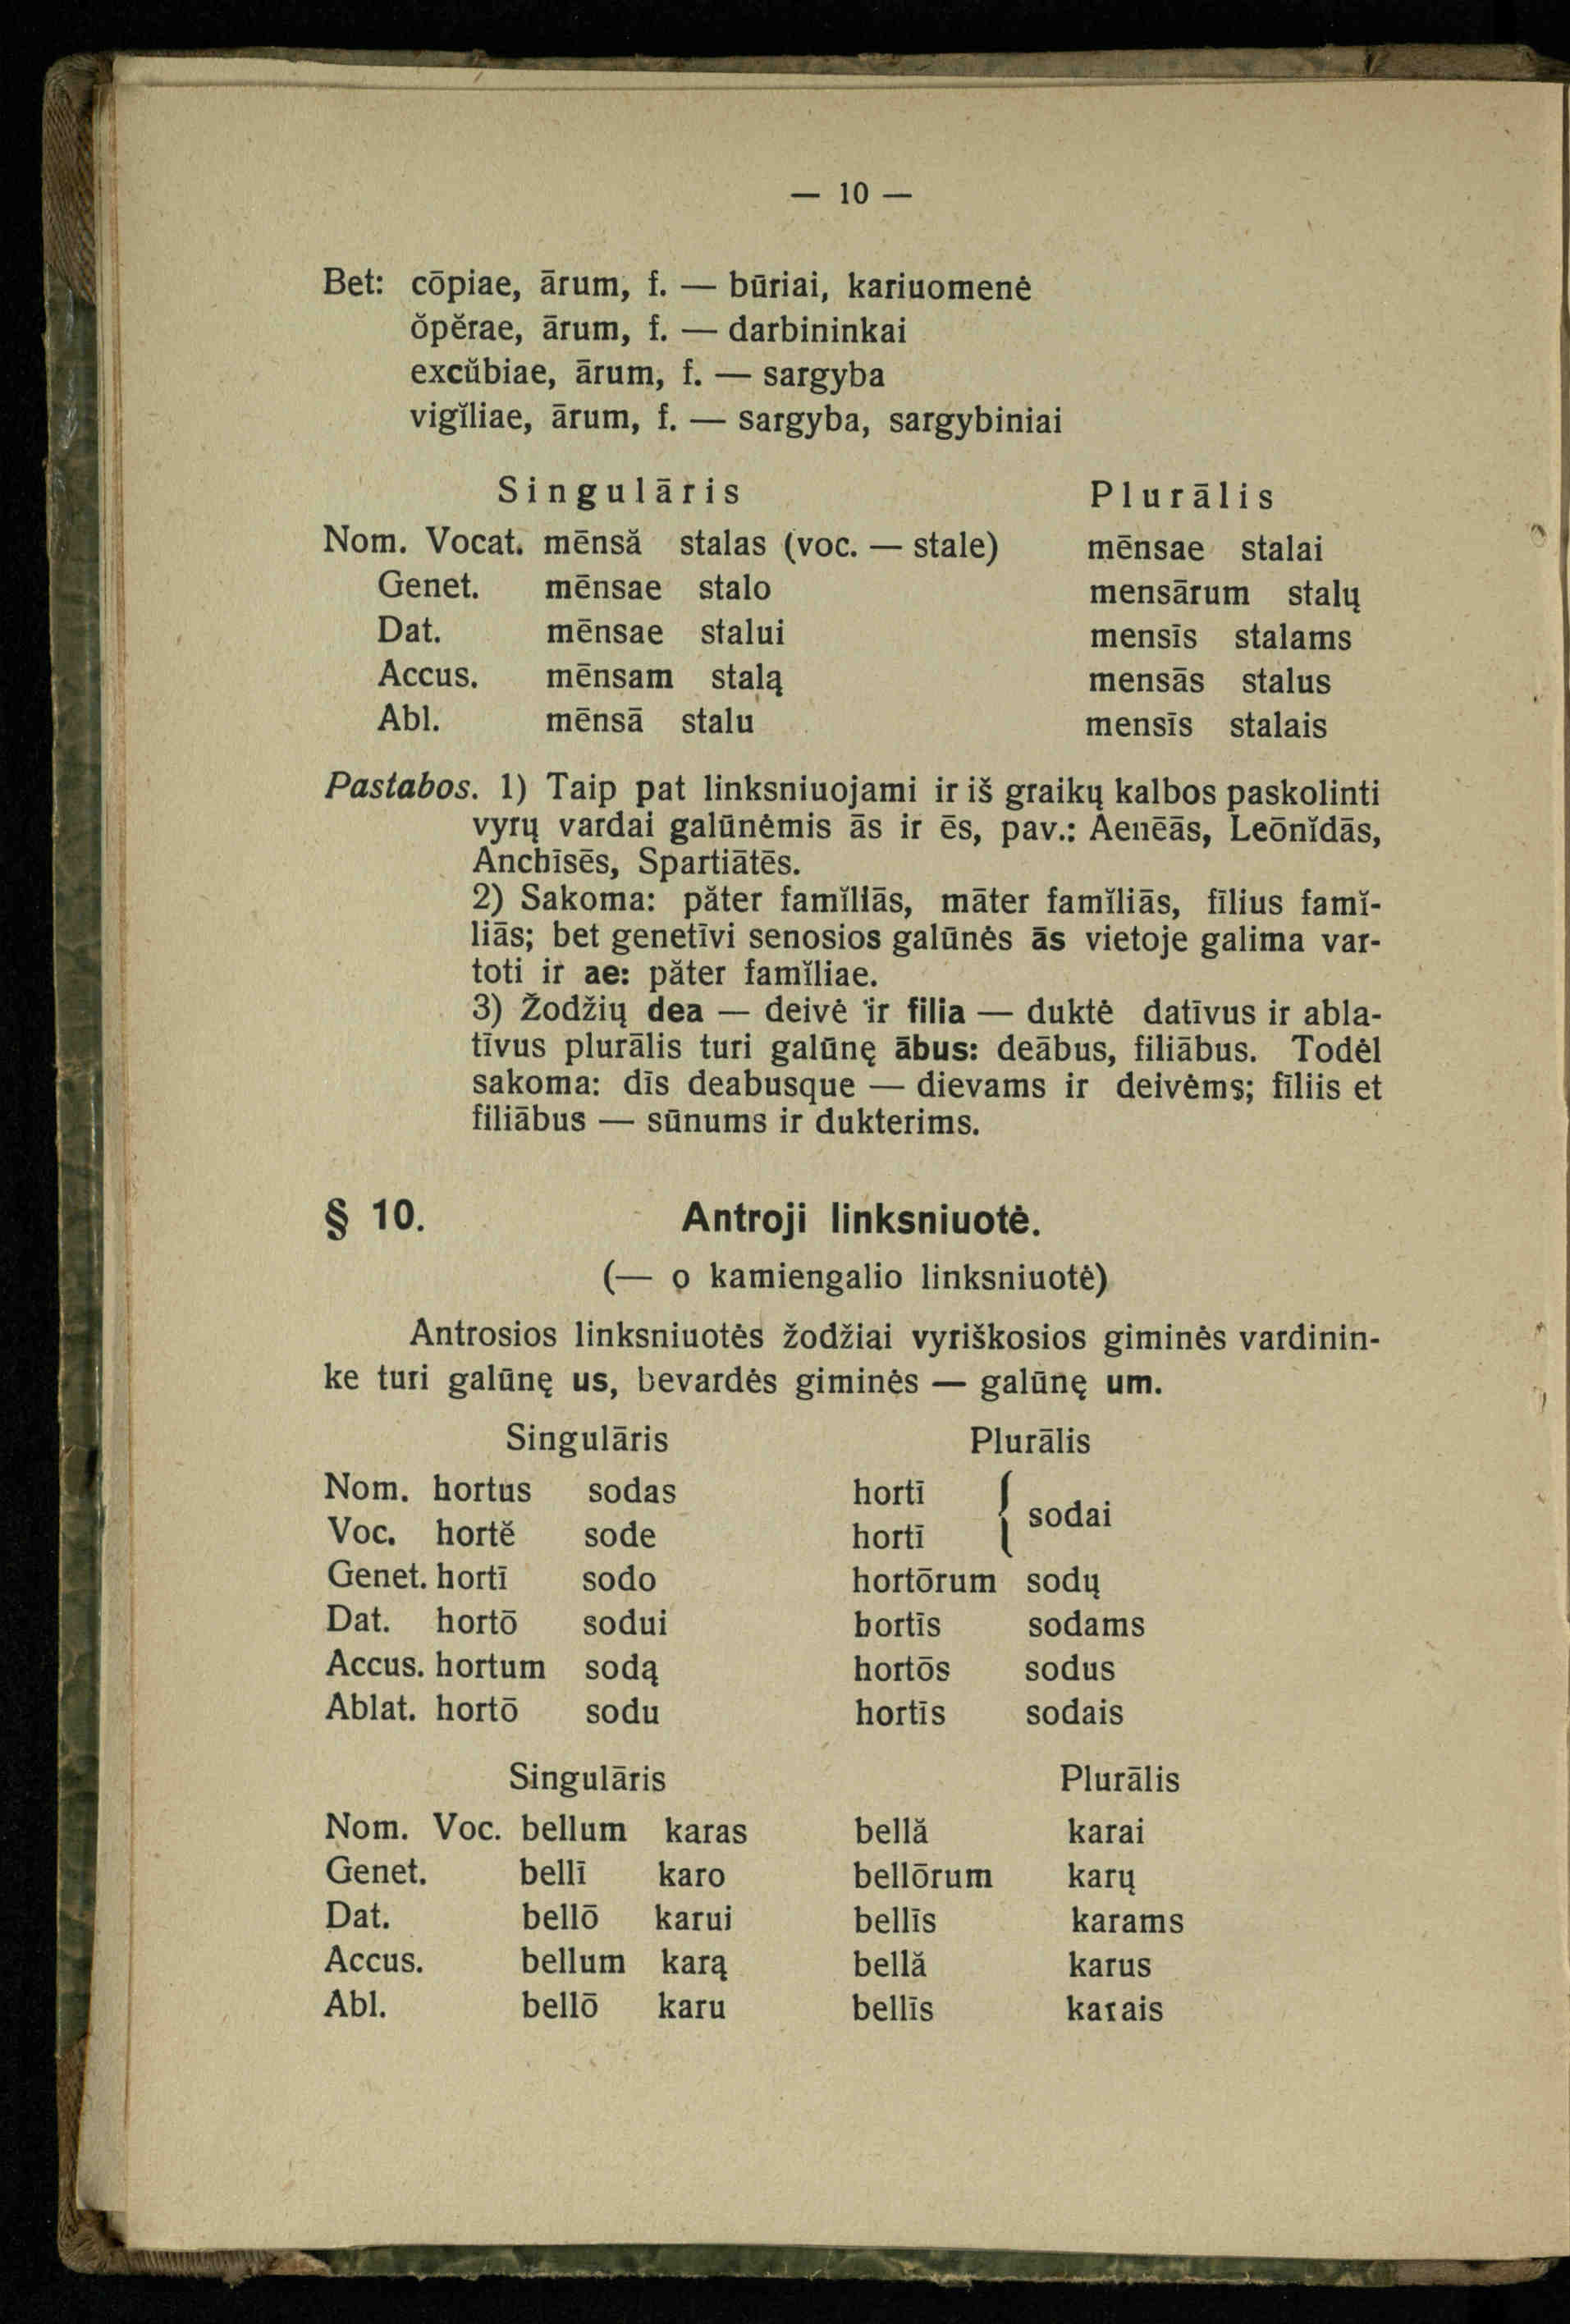 — 10 —
Bet: cōpiae, ārum, f. — būriai, kariuomenė
ŏpĕrae, ārum, f. — darbininkai
excŭbiae, ārum, f. — sargyba
vigĭliae, ārum, f. — sargyba, sargybiniai
Singulāris Plurālis
Nom. Vocat. mēnsă stalas (voc. — stale) mēnsae stalai
Genet. mēnsae stalo mensārum stalų
Dat. mēnsae stalui mensīs stalams
Accus. mēnsam stalą mensās stalus
Abl. mēnsā stalu mensīs stalais
Pastabos. 1) Taip pat linksniuojami ir iš graikų kalbos paskolinti
vyrų vardai galūnėmis ās ir ēs, pav.: Aenēās, Leōnĭdās,
Anchīsēs, Spartiātēs.
2) Sakoma: păter famĭliās, māter famĭliās, fīlius famĭ-
liās; bet genetīvi senosios galūnės ās vietoje galima var-
toti ir ae: păter famĭliae.
3) Žodžių dea — deivė ir filia — duktė datīvus ir abla-
tīvus plurālis turi galūnę ābus: deābus, filiābus. Todėl
sakoma: dīs deabusque — dievams ir deivėms; fīliis et
filiābus — sūnums ir dukterims.
§ 10. Antroji linksniuotė.
(— o kamiengalio linksniuotė)
Antrosios linksniuotės žodžiai vyriškosios giminės vardinin-
ke turi galūnę us, bevardės giminės — galūnę um.
Singulāris Plurālis
Nom. hortus sodas hortī { sodai
Voc. hortĕ sode hortī
Genet. hortī sodo hortōrum sodų
Dat. hortō sodui hortīs sodams
Accus. hortum sodą hortōs sodus
Ablat. hortō sodu hortīs sodais
Singulāris Plurālis
Nom. Voc. bellum karas bellă karai
Genet. bellī karo bellōrum karų
Dat. bellō karui bellīs karams
Accus. bellum karą bellă karus
Abl. bellō karu bellīs karais